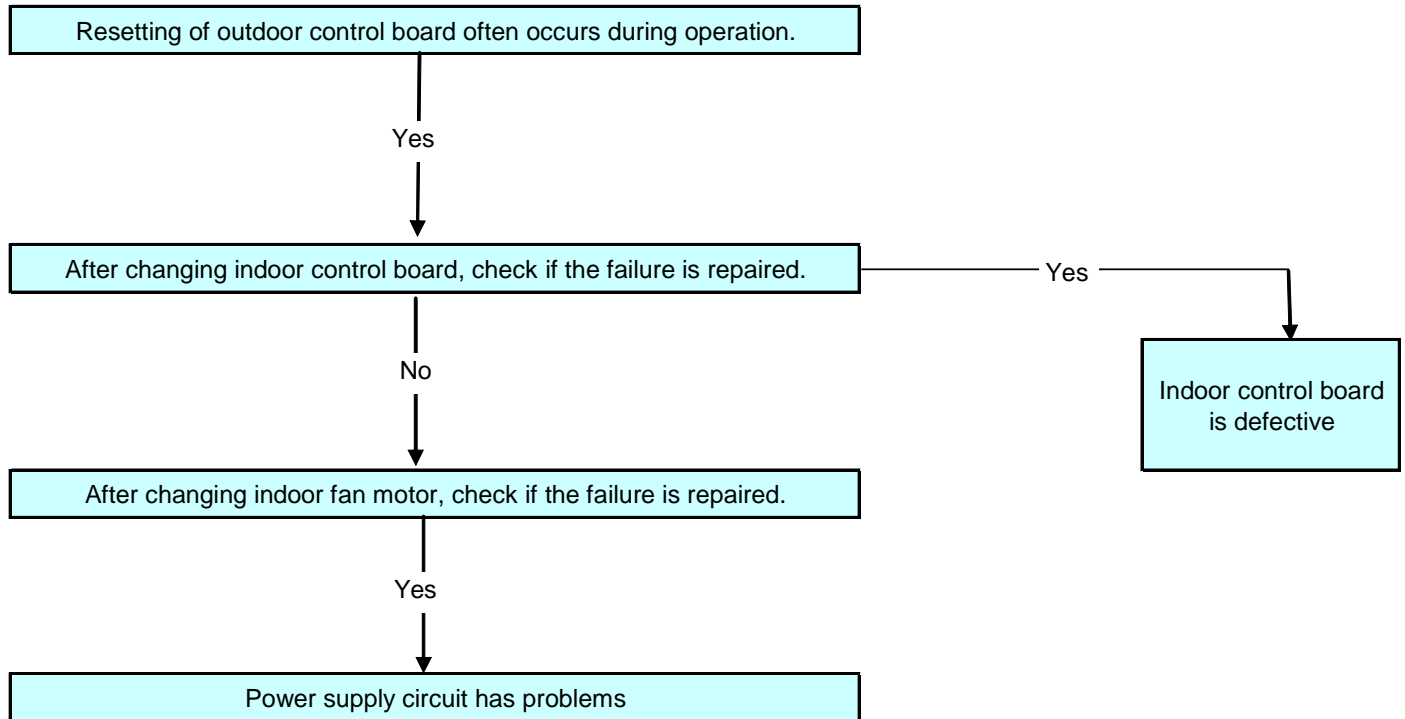 Resetting of outdoor control board often occurs during operation.
Yes
After changing indoor control board, check if the failure is repaired.
Yes
No
Indoor control board
is defective
After changing indoor fan motor, check if the failure is repaired.
Yes
Power supply circuit has problems